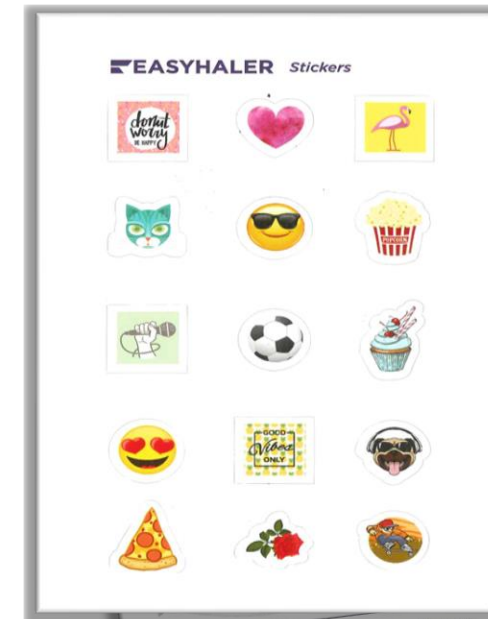 EASYHALER Stickers
donut
worry
BE HAPPY
POPCORN
GOOD
Vibes
ONLY